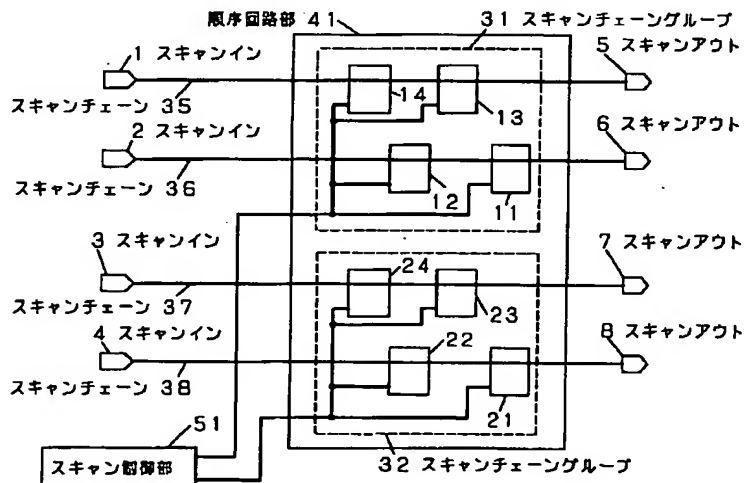 順序回路部 41
31 スキャンチェーングループ
1 スキャンイン
5 スキャンアウト
スキャンチェーン 35
14
13
2 スキャンイン
6 スキャンアウト
スキャンチェーン 36
12
11
3 スキャンイン
7 スキャンアウト
24
スキャンチェーン 37
23
4 スキャンイン
22
8 スキャンアウト
スキャンチェーン 38
21
51
スキャン制御部
32 スキャンチェーングループ